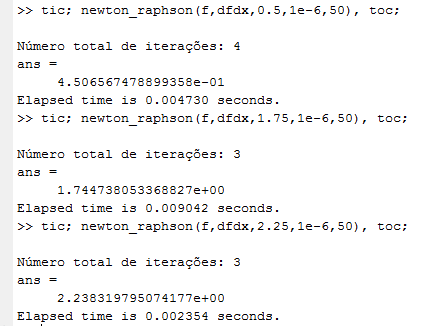 >> tic; newton_raphson(f,dfdx,0.5,1e-6,50), toc;
Número total de iterações: 4
ans =
4.506567478899358e-01
Elapsed time is 0.004730 seconds.
>> tic; newton_raphson(f,dfdx,1.75,1e-6,50), toc;
Número total de iterações: 3
ans =
1.744738053368827e+00
Elapsed time is 0.009042 seconds.
>> tic; newton_raphson(f,dfdx,2.25,1e-6,50), toc;
Número total de iterações: 3
ans =
2.238319795074177e+00
Elapsed time is 0.002354 seconds.